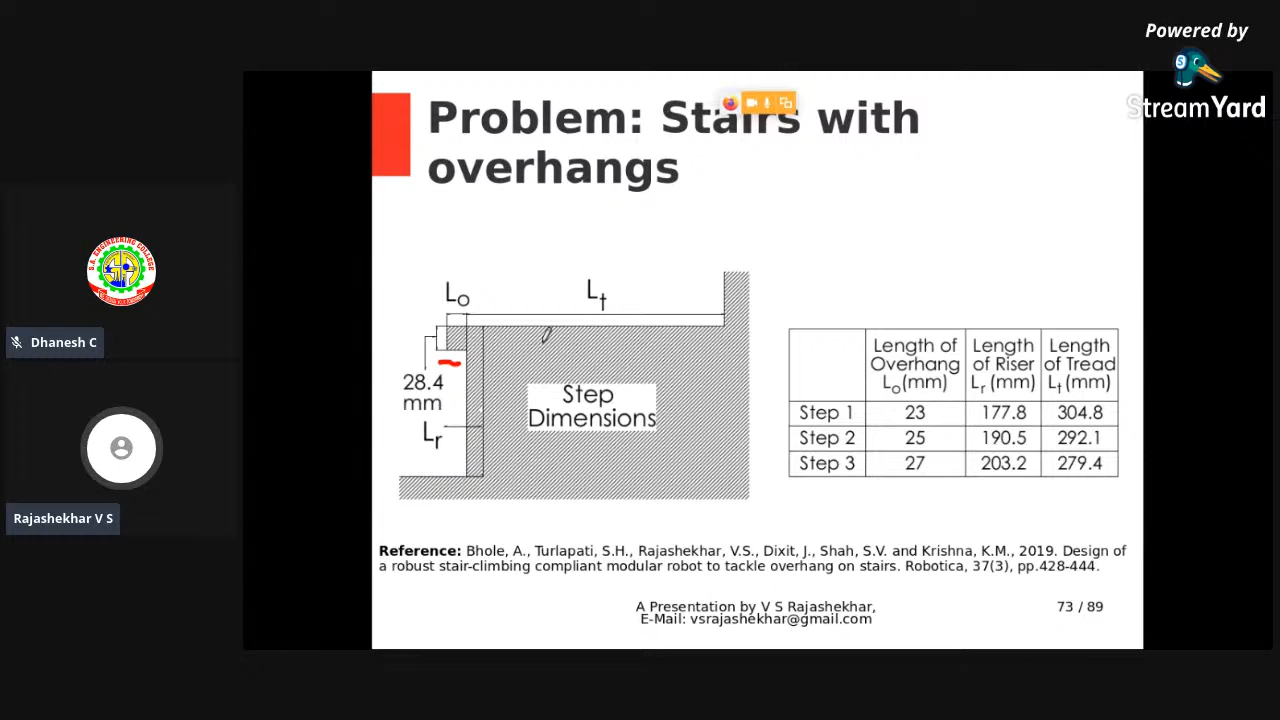 Powered by
StreamYard
Problem: Stairs with
overhangs
Dhanesh C
Rajashekhar V S
Lo
Lt
28.4
mm
Lr
Step
Dimensions
Length of Overhang Lo(mm) Length of Riser Lr (mm) Length of Tread Lt (mm)
Step 1 23 177.8 304.8
Step 2 25 190.5 292.1
Step 3 27 203.2 279.4
Reference: Bhole, A., Turlapati, S.H., Rajashekhar, V.S., Dixit, J., Shah, S.V. and Krishna, K.M., 2019. Design of
a robust stair-climbing compliant modular robot to tackle overhang on stairs. Robotica, 37(3), pp.428-444.
A Presentation by V S Rajashekhar,
E-Mail: vsrajashekhar@gmail.com
73 / 89